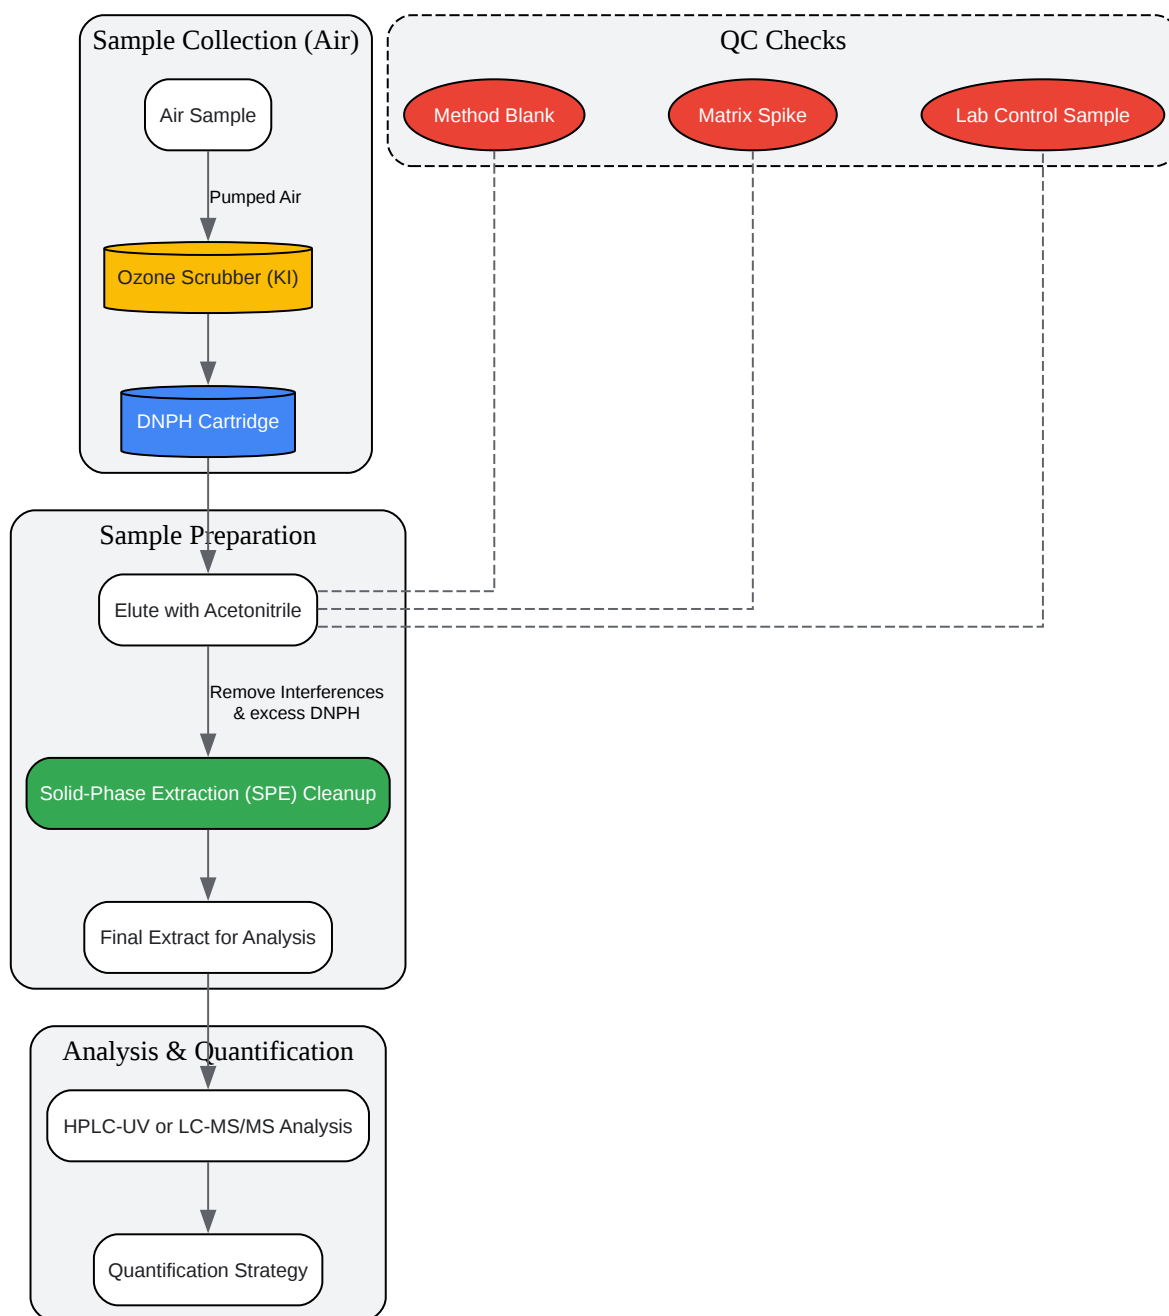 Sample Collection (Air)
QC Checks
Air Sample
Method Blank
Matrix Spike
Lab Control Sample
Pumped Air
Ozone Scrubber (KI)
DNPH Cartridge
Sample Preparation
Elute with Acetonitrile
Remove Interferences
& excess DNPH
Solid-Phase Extraction (SPE) Cleanup
Final Extract for Analysis
Analysis & Quantification
HPLC-UV or LC-MS/MS Analysis
Quantification Strategy